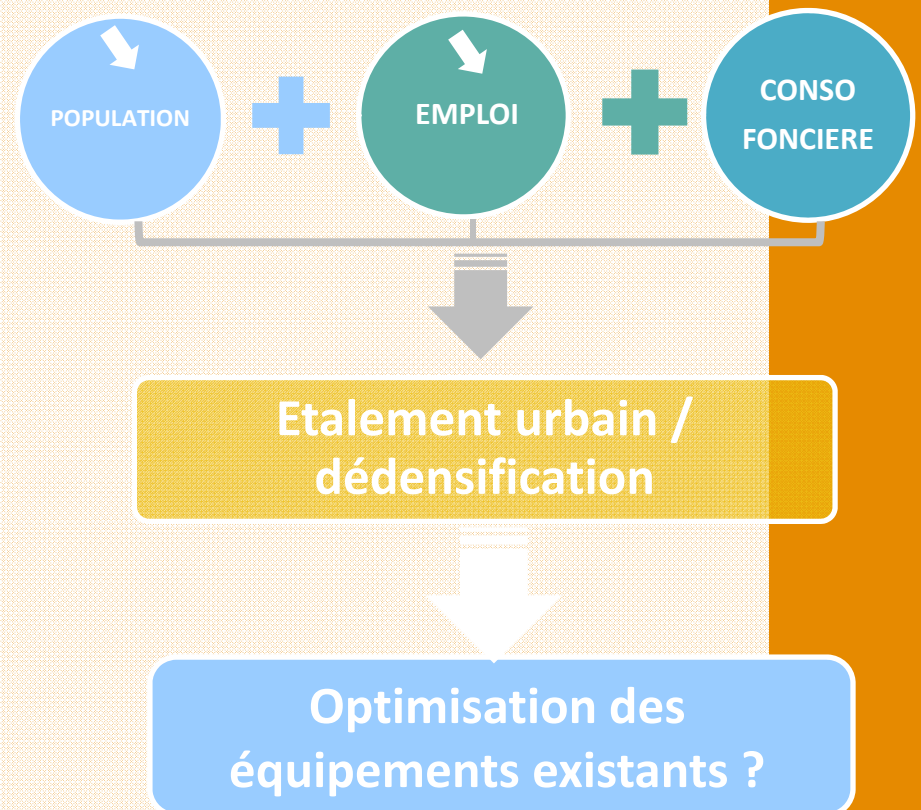 POPULATION
EMPLOI
CONSO
FONCIERE
Etalement urbain /
dédensification
Optimisation des
équipements existants ?